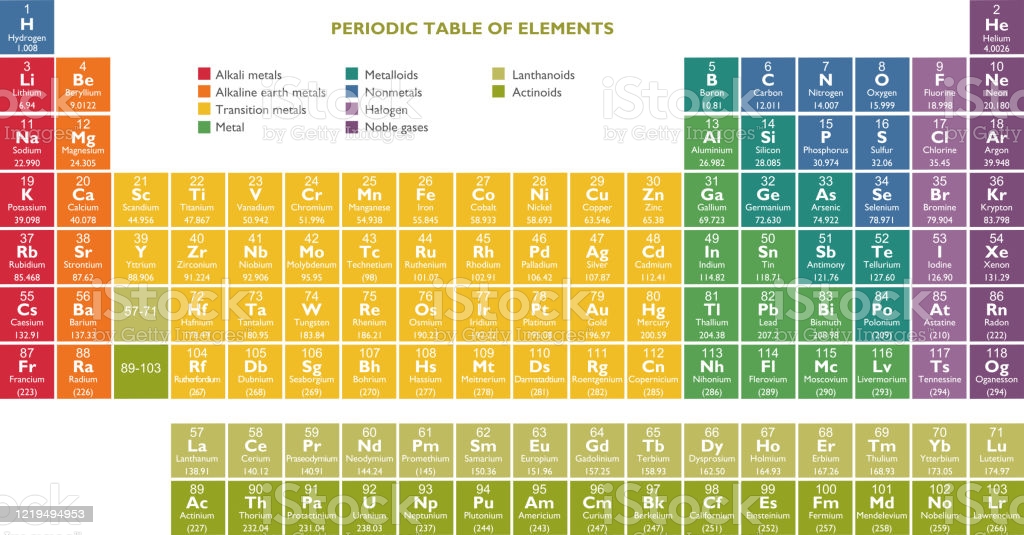 1 2
H PERIODIC TABLE OF ELEMENTS He
Hydrogen Helium
1.008 4.0026
Alkali metals Metalloids Lanthanoids
Alkaline earth metals Nonmetals Actinoids
Transition metals Halogen
Metal Noble gases
3 4 5 6 7 8 9 10
Li Be B C N O F Ne
Lithium Beryllium Boron Carbon Nitrogen Oxygen Fluorine Neon
6.94 9.0122 10.81 12.011 14.007 15.999 18.998 20.180
11 12 13 14 15 16 17 18
Na Mg Al Si P S Cl Ar
Sodium Magnesium Aluminium Silicon Phosphorus Sulfur Chlorine Argon
22.990 24.305 26.982 28.085 30.974 32.06 35.45 39.948
19 20 21 22 23 24 25 26 27 28 29 30 31 32 33 34 35 36
K Ca Sc Ti V Cr Mn Fe Co Ni Cu Zn Ga Ge As Se Br Kr
Potassium Calcium Scandium Titanium Vanadium Chromium Manganese Iron Cobalt Nickel Copper Zinc Gallium Germanium Arsenic Selenium Bromine Krypton
39.098 40.078 44.956 47.867 50.942 51.996 54.938 55.845 58.933 58.693 63.546 65.38 69.723 72.630 74.922 78.971 79.904 83.798
37 38 39 40 41 42 43 44 45 46 47 48 49 50 51 52 53 54
Rb Sr Y Zr Nb Mo Tc Ru Rh Pd Ag Cd In Sn Sb Te I Xe
Rubidium Strontium Yttrium Zirconium Niobium Molybdenum Technetium Ruthenium Rhodium Palladium Silver Cadmium Indium Tin Antimony Tellurium Iodine Xenon
85.468 87.62 88.906 91.224 92.906 95.95 (98) 101.07 102.91 106.42 107.87 112.41 114.82 118.71 121.76 127.60 126.90 131.29
55 56 57-71 72 73 74 75 76 77 78 79 80 81 82 83 84 85 86
Cs Ba Hf Ta W Re Os Ir Pt Au Hg Tl Pb Bi Po At Rn
Caesium Barium Hafnium Tantalum Tungsten Rhenium Osmium Iridium Platinum Gold Mercury Thallium Lead Bismuth Polonium Astatine Radon
132.91 137.33 178.49 180.95 183.84 186.21 190.23 192.22 195.08 196.97 200.59 204.38 207.2 208.98 (209) (210) (222)
87 88 89-103 104 105 106 107 108 109 110 111 112 113 114 115 116 117 118
Fr Ra Rf Db Sg Bh Hs Mt Ds Rg Cn Nh Fl Mc Lv Ts Og
Francium Radium Rutherfordium Dubnium Seaborgium Bohrium Hassium Meitnerium Darmstadtium Roentgenium Copernicium Nihonium Flerovium Moscovium Livermorium Tennessine Oganesson
(223) (226) (267) (268) (269) (270) (277) (278) (281) (282) (285) (286) (289) (290) (293) (294) (294)
57 58 59 60 61 62 63 64 65 66 67 68 69 70 71
La Ce Pr Nd Pm Sm Eu Gd Tb Dy Ho Er Tm Yb Lu
Lanthanum Cerium Praseodymium Neodymium Promethium Samarium Europium Gadolinium Terbium Dysprosium Holmium Erbium Thulium Ytterbium Lutetium
138.91 140.12 140.91 144.24 (145) 150.36 151.96 157.25 158.93 162.50 164.93 167.26 168.93 173.05 174.97
89 90 91 92 93 94 95 96 97 98 99 100 101 102 103
Ac Th Pa U Np Pu Am Cm Bk Cf Es Fm Md No Lr
Actinium Thorium Protactinium Uranium Neptunium Plutonium Americium Curium Berkelium Californium Einsteinium Fermium Mendelevium Nobelium Lawrencium
(227) 232.04 231.04 238.03 (237) (244) (243) (247) (247) (251) (252) (257) (258) (259) (266)
iStock
by Getty Images
1219494953